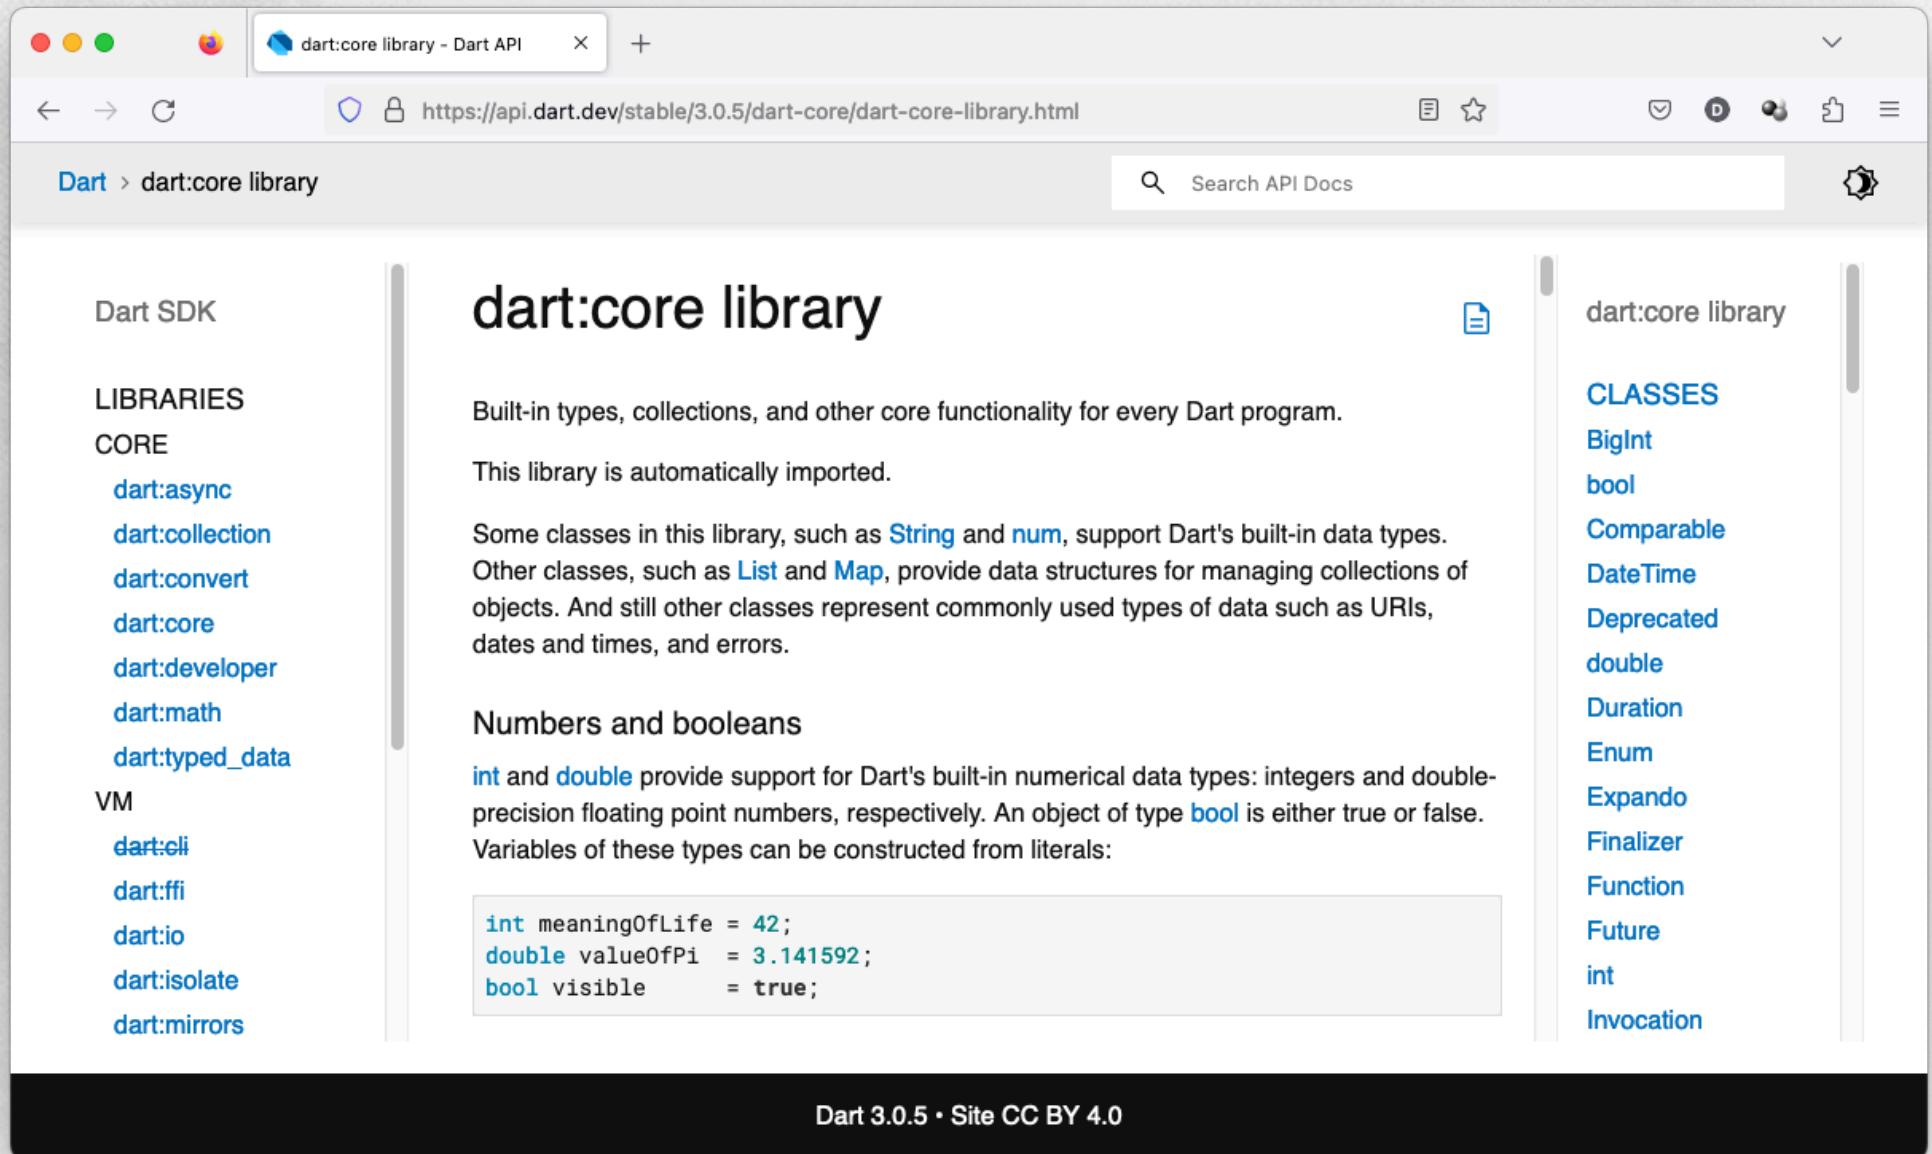 dart:core library - Dart API
https://api.dart.dev/stable/3.0.5/dart-core/dart-core-library.html
D
Dart > dart:core library
Search API Docs
Dart SDK
LIBRARIES
CORE
dart:async
dart:collection
dart:convert
dart:core
dart:developer
dart:math
dart:typed_data
VM
dart:cli
dart:ffi
dart:io
dart:isolate
dart:mirrors
dart:core library
Built-in types, collections, and other core functionality for every Dart program.
This library is automatically imported.
Some classes in this library, such as String and num, support Dart's built-in data types.
Other classes, such as List and Map, provide data structures for managing collections of
objects. And still other classes represent commonly used types of data such as URIs,
dates and times, and errors.
Numbers and booleans
int and double provide support for Dart's built-in numerical data types: integers and double-
precision floating point numbers, respectively. An object of type bool is either true or false.
Variables of these types can be constructed from literals:
int meaningOfLife = 42;
double valueOfPi  = 3.141592;
bool visible      = true;
dart:core library
CLASSES
BigInt
bool
Comparable
DateTime
Deprecated
double
Duration
Enum
Expando
Finalizer
Function
Future
int
Invocation
Dart 3.0.5 • Site CC BY 4.0